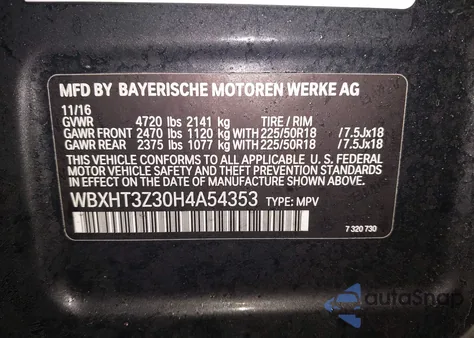 MFD BY BAYERISCHE MOTOREN WERKE AG
11/16
GVWR 4720 lbs 2141 kg TIRE / RIM
GAWR FRONT 2470 lbs 1120 kg WITH 225/50R18 /7.5Jx18
GAWR REAR 2375 lbs 1077 kg WITH 225/50R18 /7.5Jx18
THIS VEHICLE CONFORMS TO ALL APPLICABLE U. S. FEDERAL
MOTOR VEHICLE SAFETY AND THEFT PREVENTION STANDARDS
IN EFFECT ON THE DATE OF MANUFACTURE SHOWN ABOVE.
WBXHT3Z30H4A54353 TYPE: MPV
7 320 730
autoSnap